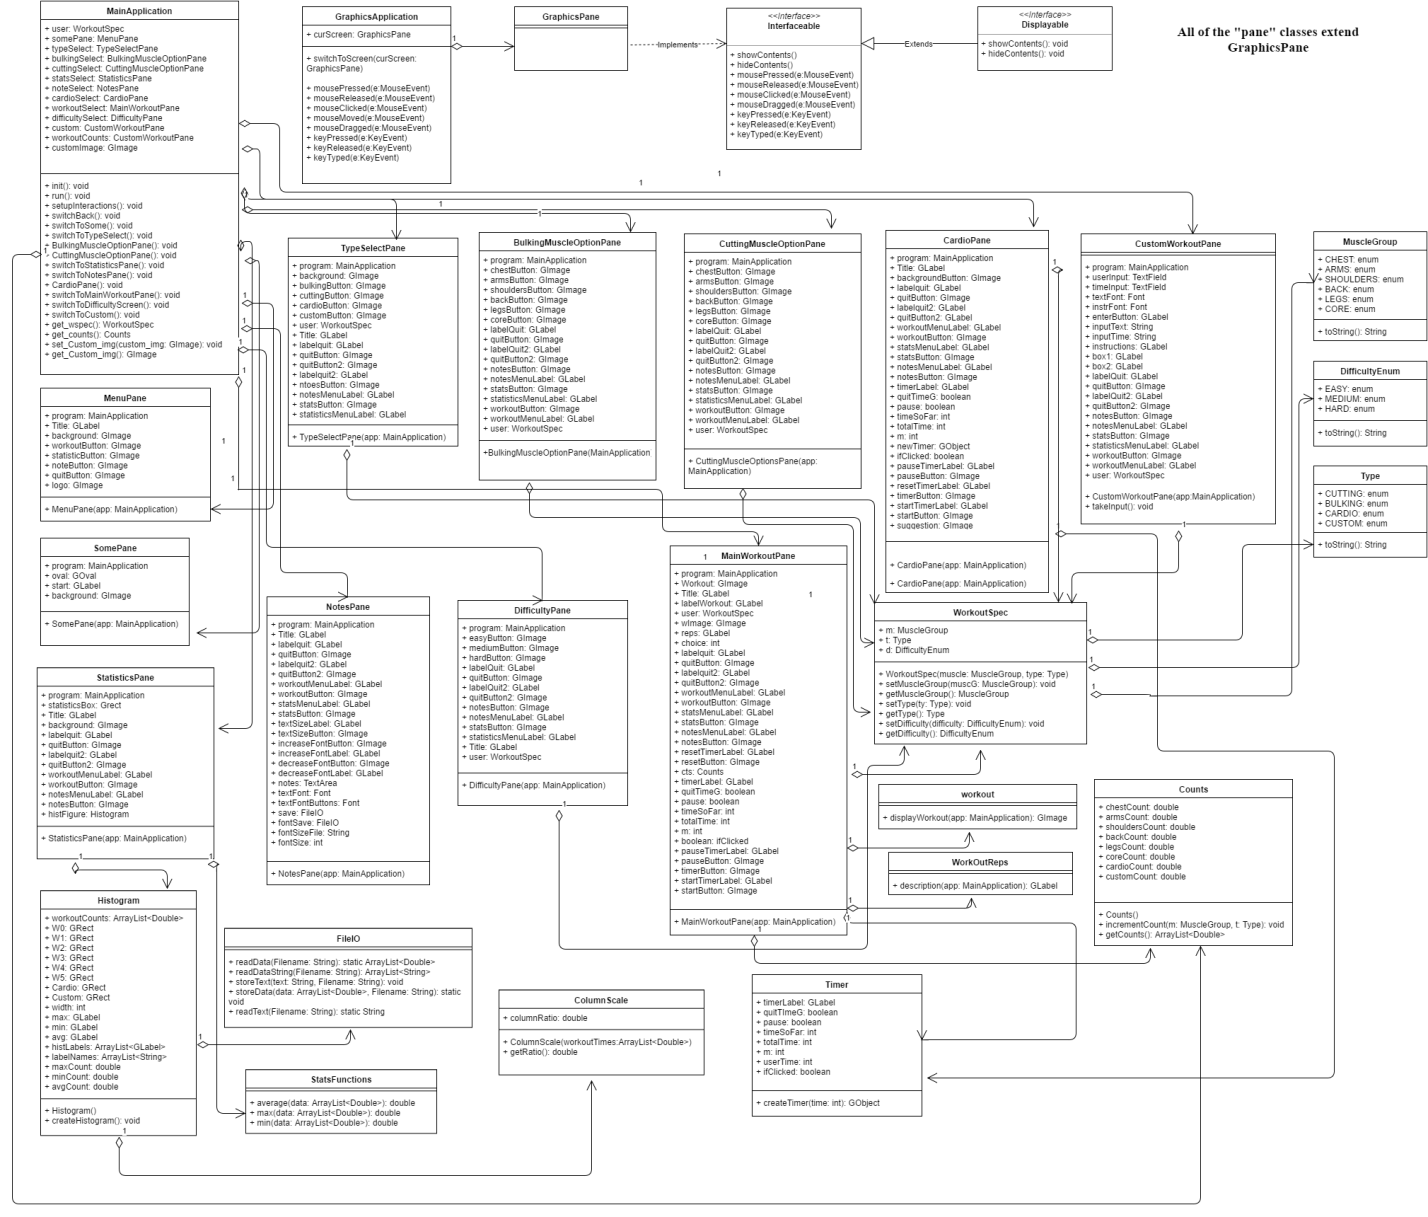 MainApplication
+ user: WorkoutSpec
+ somePane: MenuPane
+ typeSelect: TypeSelectPane
+ bulkingSelect: BulkingMuscleOptionPane
+ cuttingSelect: CuttingMuscleOptionPane
+ statsSelect: StatisticsPane
+ noteSelect: NotesPane
+ cardioSelect: CardioPane
+ workoutSelect: MainWorkoutPane
+ difficultySelect: DifficultyPane
+ custom: CustomWorkoutPane
+ workoutCounts: CustomWorkoutPane
+ customImage: GImage
+ init(): void
+ run(): void
+ setupInteractions(): void
+ switchBack(): void
+ switchToSome(): void
+ switchToTypeSelect(): void
+ BulkingMuscleOptionPane(): void
+ CuttingMuscleOptionPane(): void
+ switchToStatisticsPane(): void
+ switchToNotesPane(): void
+ CardioPane(): void
+ switchToMainWorkoutPane(): void
+ switchToDifficultyScreen(): void
+ switchToCustom(): void
+ get_wspec(): WorkoutSpec
+ get_counts(): Counts
+ set_Custom_img(custom_img: GImage): void
+ get_Custom_img(): GImage
GraphicsApplication
+ curScreen: GraphicsPane
+ switchToScreen(curScreen:
GraphicsPane)
+ mousePressed(e:MouseEvent)
+ mouseReleased(e:MouseEvent)
+ mouseClicked(e:MouseEvent)
+ mouseMoved(e:MouseEvent)
+ mouseDragged(e:MouseEvent)
+ keyPressed(e:KeyEvent)
+ keyReleased(e:KeyEvent)
+ keyTyped(e:KeyEvent)
1
GraphicsPane
Implements
<<interface>>
Interfaceable
+ showContents()
+ hideContents()
+ mousePressed(e:MouseEvent)
+ mouseReleased(e:MouseEvent)
+ mouseClicked(e:MouseEvent)
+ mouseDragged(e:MouseEvent)
+ keyPressed(e:KeyEvent)
+ keyReleased(e:KeyEvent)
+ keyTyped(e:KeyEvent)
Extends
<<interface>>
Displayable
+ showContents(): void
+ hideContents(): void
All of the "pane" classes extend
GraphicsPane
1
1
1
1
1
1
1
1
1
1
1
TypeSelectPane
+ program: MainApplication
+ background: GImage
+ bulkingButton: GImage
+ cuttingButton: GImage
+ cardioButton: GImage
+ customButton: GImage
+ user: WorkoutSpec
+ Title: GLabel
+ labelquit: GLabel
+ quitButton: GImage
+ quitButton2: GImage
+ labelquit2: GLabel
+ ntoesButton: GImage
+ notesMenuLabel: GLabel
+ statsButton: GImage
+ statisticsMenuLabel: GLabel
+ TypeSelectPane(app: MainApplication)
1
BulkingMuscleOptionPane
+ program: MainApplication
+ chestButton: GImage
+ armsButton: GImage
+ shouldersButton: GImage
+ backButton: GImage
+ legsButton: GImage
+ coreButton: GImage
+ labelQuit: GLabel
+ quitButton: GImage
+ labelQuit2: GLabel
+ quitButton2: GImage
+ notesButton: GImage
+ notesMenuLabel: GLabel
+ statsButton: GImage
+ statisticsMenuLabel: GLabel
+ workoutButton: GImage
+ workoutMenuLabel: GLabel
+ user: WorkoutSpec
+BulkingMuscleOptionPane(MainApplication
1
CuttingMuscleOptionPane
+ program: MainApplication
+ chestButton: GImage
+ armsButton: GImage
+ shouldersButton: GImage
+ backButton: GImage
+ legsButton: GImage
+ coreButton: GImage
+ labelQuit: GLabel
+ quitButton: GImage
+ labelQuit2: GLabel
+ quitButton2: GImage
+ notesButton: GImage
+ notesMenuLabel: GLabel
+ statsButton: GImage
+ statisticsMenuLabel: GLabel
+ workoutButton: GImage
+ workoutMenuLabel: GLabel
+ user: WorkoutSpec
+ CuttingMuscleOptionsPane(app:
MainApplication)
1
CardioPane
+ program: MainApplication
+ Title: GLabel
+ backgroundButton: GImage
+ labelquit: GLabel
+ quitButton: GImage
+ labelquit2: GLabel
+ quitButton2: GLabel
+ workoutMenuLabel: GLabel
+ workoutButton: GImage
+ statsMenuLabel: GLabel
+ statsButton: GImage
+ notesMenuLabel: GLabel
+ notesButton: GImage
+ timerLabel: GLabel
+ quitTimeG: boolean
+ pause: boolean
+ timeSoFar: int
+ totalTime: int
+ m: int
+ newTimer: GObject
+ ifClicked: boolean
+ pauseTimerLabel: GLabel
+ pauseButton: GImage
+ resetTimerLabel: GLabel
+ timerButton: GImage
+ startTimerLabel: GLabel
+ startButton: GImage
+ suggestion: GImage
+ CardioPane(app: MainApplication)
+ CardioPane(app: MainApplication)
1
1
CustomWorkoutPane
+ program: MainApplication
+ userInput: TextField
+ timeInput: TextField
+ textFont: Font
+ instrFont: Font
+ enterButton: GLabel
+ inputText: String
+ inputTime: String
+ instructions: GLabel
+ box1: GLabel
+ box2: GLabel
+ labelQuit: GLabel
+ quitButton: GImage
+ labelQuit2: GLabel
+ quitButton2: GImage
+ notesButton: GImage
+ notesMenuLabel: GLabel
+ statsButton: GImage
+ statisticsMenuLabel: GLabel
+ workoutButton: GImage
+ workoutMenuLabel: GLabel
+ user: WorkoutSpec
+ CustomWorkoutPane(app:MainApplication)
+ takeInput(): void
1
MuscleGroup
+ CHEST: enum
+ ARMS: enum
+ SHOULDERS: enum
+ BACK: enum
+ LEGS: enum
+ CORE: enum
+ toString(): String
DifficultyEnum
+ EASY: enum
+ MEDIUM: enum
+ HARD: enum
+ toString(): String
Type
+ CUTTING: enum
+ BULKING: enum
+ CARDIO: enum
+ CUSTOM: enum
+ toString(): String
MenuPane
+ program: MainApplication
+ Title: GLabel
+ background: GImage
+ workoutButton: GImage
+ statisticButton: GImage
+ noteButton: GImage
+ quitButton: GImage
+ logo: GImage
+ MenuPane(app: MainApplication)
SomePane
+ program: MainApplication
+ oval: GOval
+ start: GLabel
+ background: GImage
+ SomePane(app: MainApplication)
StatisticsPane
+ program: MainApplication
+ statisticsBox: Grect
+ Title: GLabel
+ background: GImage
+ labelquit: GLabel
+ quitButton: GImage
+ labelquit2: GLabel
+ quitButton2: GImage
+ workoutMenuLabel: GLabel
+ workoutButton: GImage
+ notesMenuLabel: GLabel
+ notesButton: GImage
+ histFigure: Histogram
+ StatisticsPane(app: MainApplication)
1
1
NotesPane
+ program: MainApplication
+ Title: GLabel
+ labelquit: GLabel
+ quitButton: GImage
+ labelquit2: GLabel
+ quitButton2: GImage
+ workoutMenuLabel: GLabel
+ workoutButton: GImage
+ statsMenuLabel: GLabel
+ statsButton: GImage
+ textSizeLabel: GLabel
+ textSizeButton: GImage
+ increaseFontButton: GImage
+ increaseFontLabel: GLabel
+ decreaseFontButton: GImage
+ decreaseFontLabel: GLabel
+ notes: TextArea
+ textFont: Font
+ textFontButtons: Font
+ save: FileIO
+ fontSave: FileIO
+ fontSizeFile: String
+ fontSize: int
+ NotesPane(app: MainApplication)
DifficultyPane
+ program: MainApplication
+ easyButton: GImage
+ mediumButton: GImage
+ hardButton: GImage
+ labelQuit: GLabel
+ quitButton: GImage
+ labelQuit2: GLabel
+ quitButton2: GImage
+ notesButton: GImage
+ notesMenuLabel: GLabel
+ statsButton: GImage
+ statisticsMenuLabel: GLabel
+ Title: GLabel
+ user: WorkoutSpec
+ DifficultyPane(app: MainApplication)
1
1 MainWorkoutPane
+ program: MainApplication
+ Workout: GImage
+ Title: GLabel
+ labelWorkout: GLabel
+ user: WorkoutSpec
+ wImage: GImage
+ reps: GLabel
+ choice: int
+ labelquit: GLabel
+ quitButton: GImage
+ labelquit2: GLabel
+ quitButton2: GImage
+ workoutMenuLabel: GLabel
+ workoutButton: GImage
+ statsMenuLabel: GLabel
+ statsButton: GImage
+ notesMenuLabel: GLabel
+ notesButton: GImage
+ resetTimerLabel: GLabel
+ resetButton: GImage
+ cts: Counts
+ timerLabel: GLabel
+ quitTimeG: boolean
+ pause: boolean
+ timeSoFar: int
+ totalTime: int
+ m: int
+ boolean: ifClicked
+ pauseTimerLabel: GLabel
+ pauseButton: GImage
+ timerButton: GImage
+ startTimerLabel: GLabel
+ startButton: GImage
+ MainWorkoutPane(app: MainApplication)
1
1
1
1
1
1
WorkoutSpec
+ m: MuscleGroup
+ t: Type
+ d: DifficultyEnum
+ WorkoutSpec(muscle: MuscleGroup, type: Type)
+ setMuscleGroup(muscG: MuscleGroup): void
+ getMuscleGroup(): MuscleGroup
+ setType(ty: Type): void
+ getType(): Type
+ setDifficulty(difficulty: DifficultyEnum): void
+ getDifficulty(): DifficultyEnum
1
1
1
workout
+ displayWorkout(app: MainApplication): GImage
WorkOutReps
+ description(app: MainApplication): GLabel
Counts
+ chestCount: double
+ armsCount: double
+ shouldersCount: double
+ backCount: double
+ legsCount: double
+ coreCount: double
+ cardioCount: double
+ customCount: double
+ Counts()
+ incrementCount(m: MuscleGroup, t: Type): void
+ getCounts(): ArrayList<Double>
Histogram
+ workoutCounts: ArrayList<Double>
+ W0: GRect
+ W1: GRect
+ W2: GRect
+ W3: GRect
+ W4: GRect
+ W5: GRect
+ Cardio: GRect
+ Custom: GRect
+ width: int
+ max: GLabel
+ min: GLabel
+ avg: GLabel
+ histLabels: ArrayList<GLabel>
+ labelNames: ArrayList<String>
+ maxCount: double
+ minCount: double
+ avgCount: double
+ Histogram()
+ createHistogram(): void
1
1
FileIO
+ readData(Filename: String): static ArrayList<Double>
+ readDataString(Filename: String): ArrayList<String>
+ storeText(text: String, Filename: String): void
+ storeData(data: ArrayList<Double>, Filename: String): static
void
+ readText(Filename: String): static String
StatsFunctions
+ average(data: ArrayList<Double>): double
+ max(data: ArrayList<Double>): double
+ min(data: ArrayList<Double>): double
ColumnScale
+ columnRatio: double
+ ColumnScale(workoutTimes:ArrayList<Double>)
+ getRatio(): double
Timer
+ timerLabel: GLabel
+ quitTImeG: boolean
+ pause: boolean
+ timeSoFar: int
+ totalTime: int
+ m: int
+ userTime: int
+ ifClicked: boolean
+ createTimer(time: int): GObject